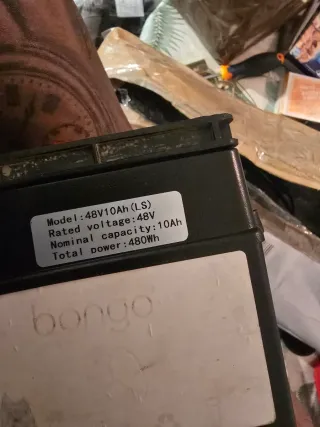 Model:48V10Ah(LS)
Rated voltage:48V
Nominal capacity:10Ah
Total power:480Wh
bongo